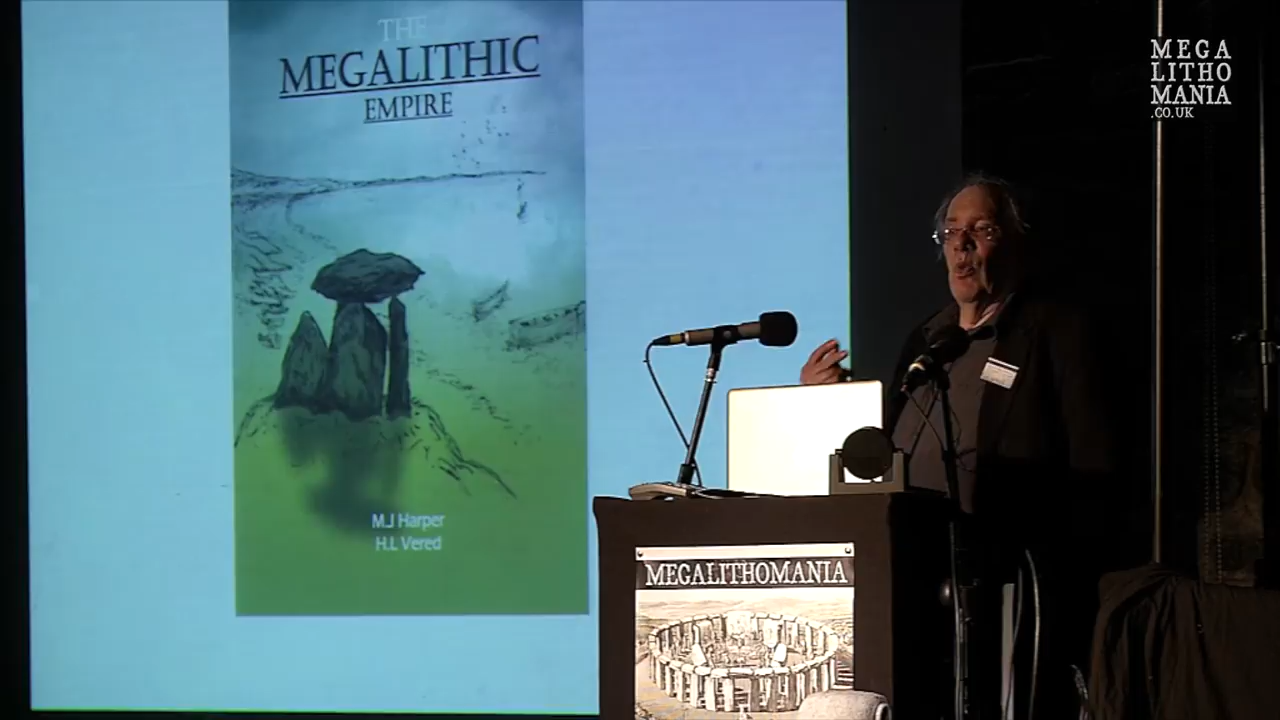 THE
MEGALITHIC
EMPIRE
M.J Harper
H.L Vered
MEGA
LITHO
MANIA
.CO.UK
MEGALITHOMANIA